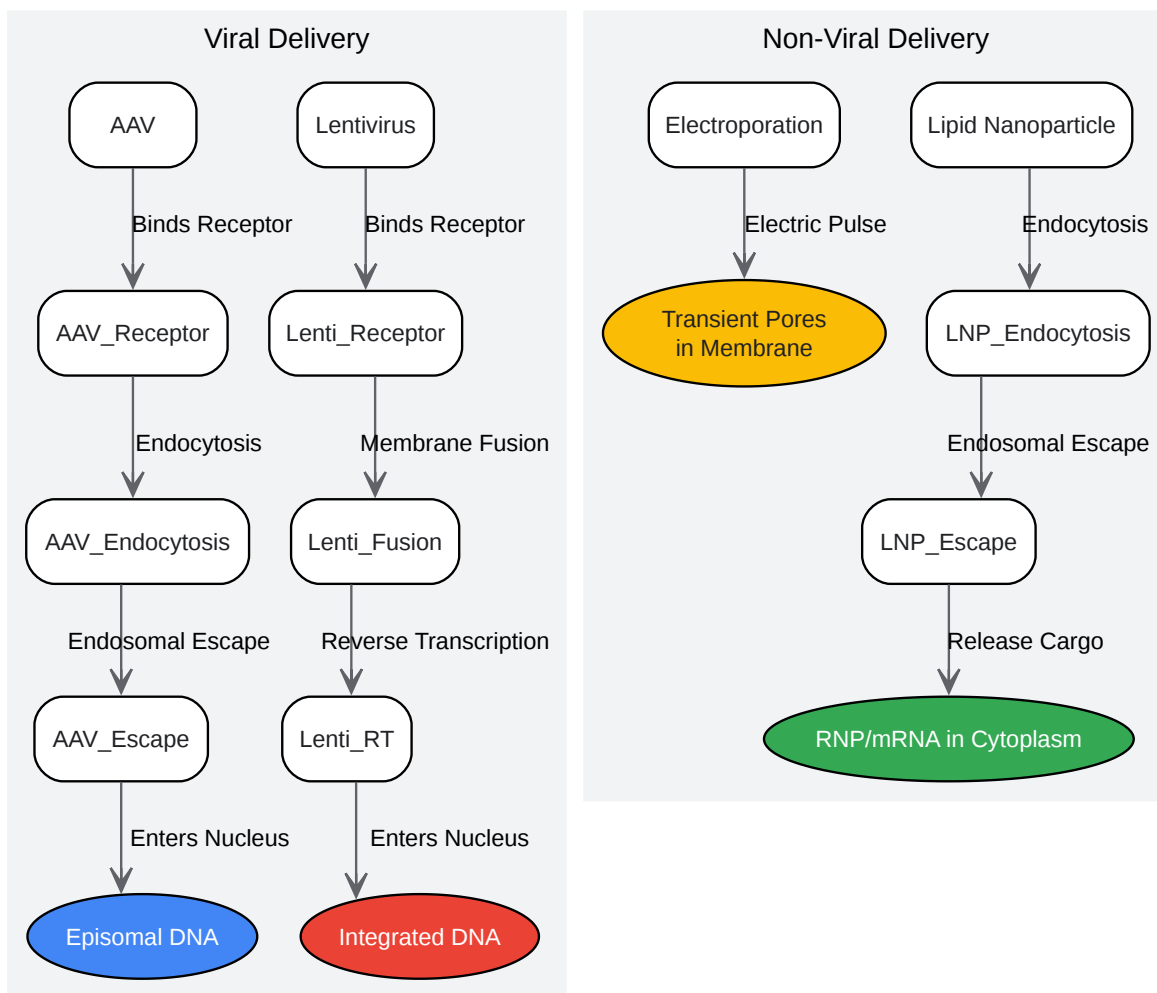 Viral Delivery
AAV
Lentivirus
Binds Receptor
Binds Receptor
AAV_Receptor
Lenti_Receptor
Endocytosis
Membrane Fusion
AAV_Endocytosis
Lenti_Fusion
Endosomal Escape
Reverse Transcription
AAV_Escape
Lenti_RT
Enters Nucleus
Enters Nucleus
Episomal DNA
Integrated DNA
Non-Viral Delivery
Electroporation
Lipid Nanoparticle
Electric Pulse
Endocytosis
Transient Pores
in Membrane
LNP_Endocytosis
Endosomal Escape
LNP_Escape
Release Cargo
RNP/mRNA in Cytoplasm